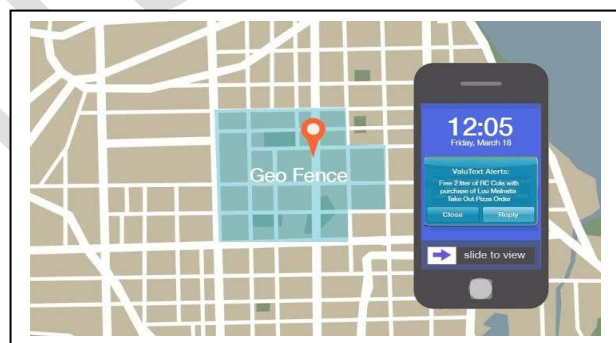 Geo Fence
12:05
Friday, March 18
ValuText Alerts:
Free 2 liter of RC Cola with
purchase of Lou Malnatis
Take Out Pizza Order
Close Reply
slide to view